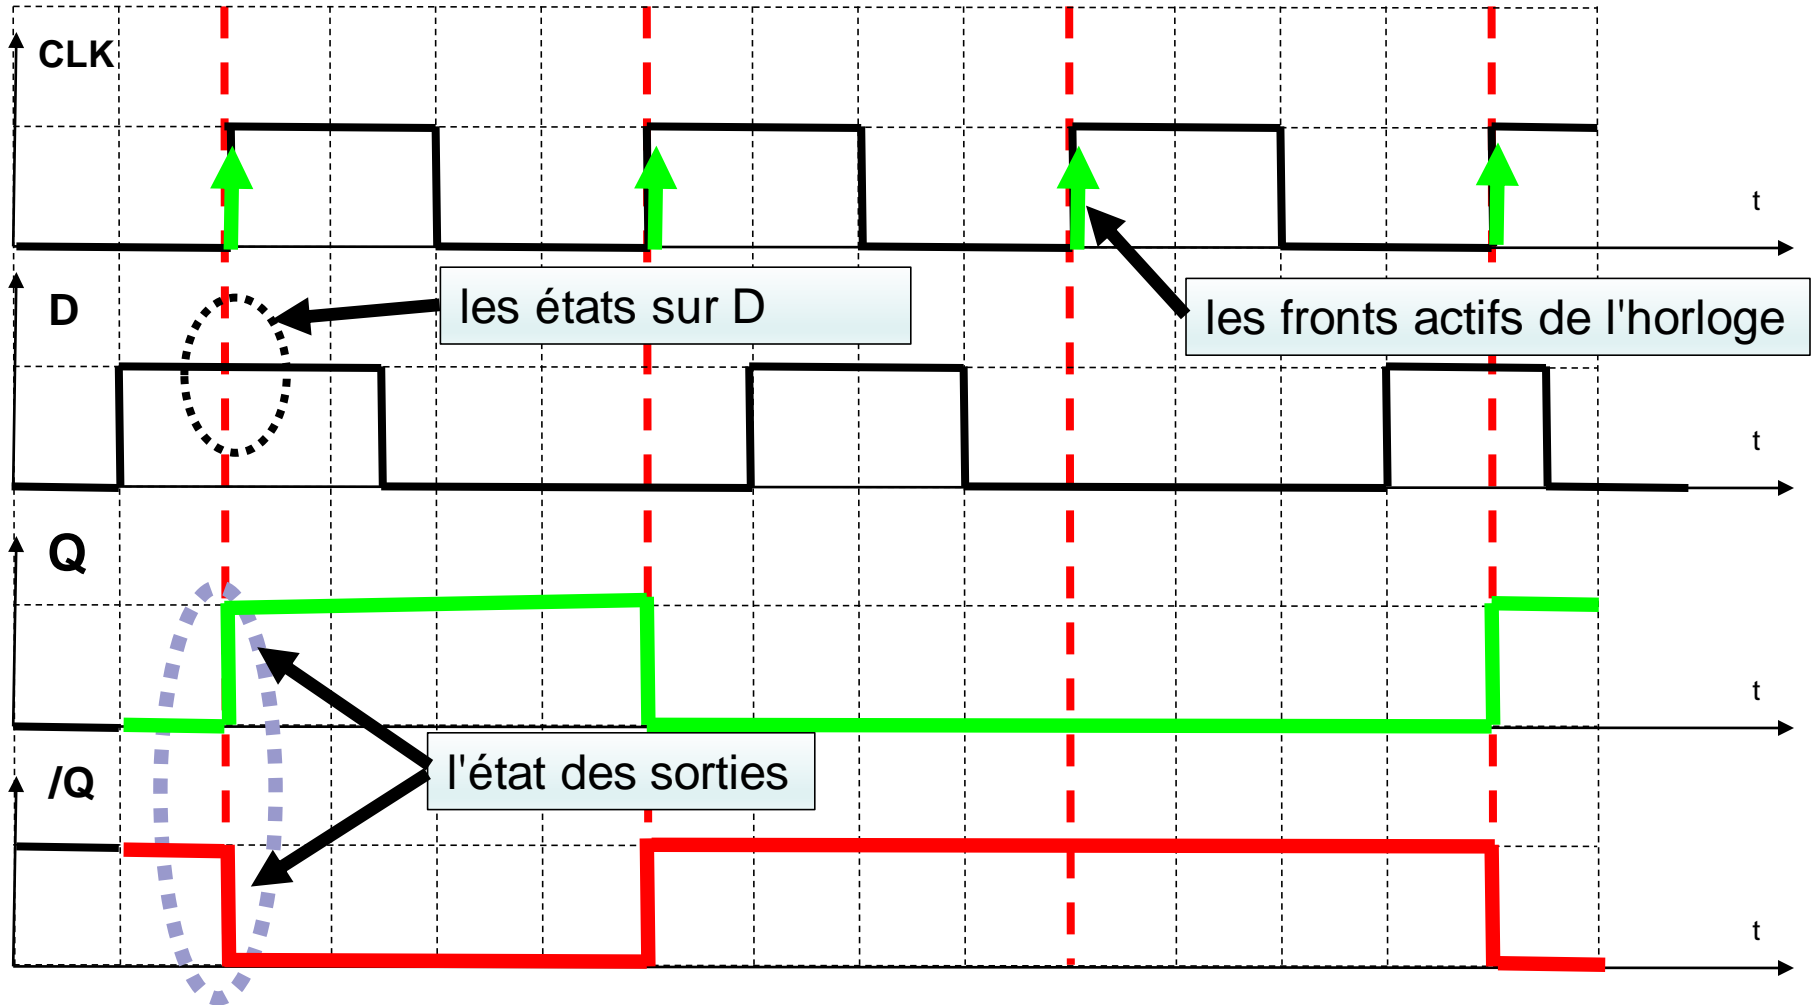 CLK
t
D
les états sur D
les fronts actifs de l'horloge
t
Q
t
/Q
l'état des sorties
t